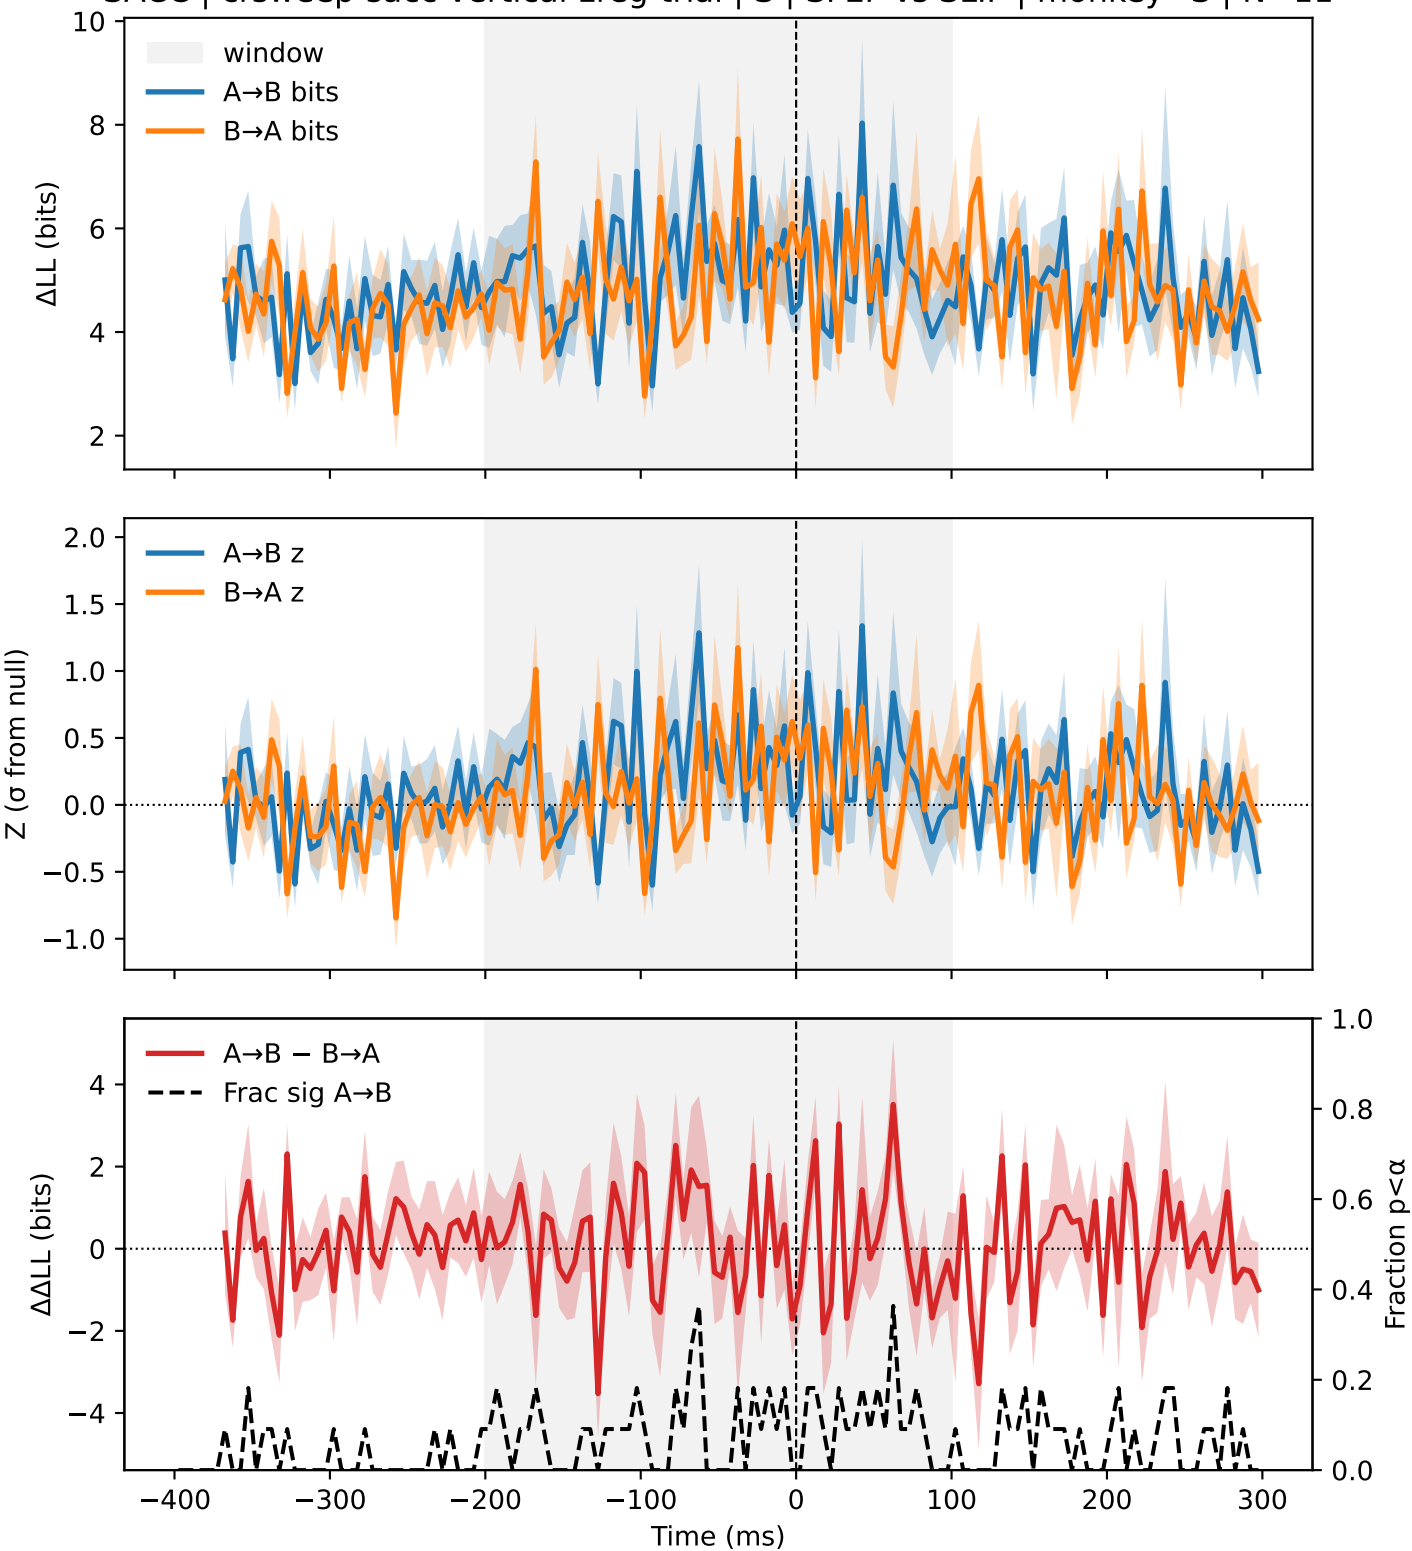 10
8
6
4
2
ΔLL (bits)
window
A→B bits
B→A bits
2.0
1.5
1.0
0.5
0.0
−0.5
−1.0
Z (σ from null)
A→B z
B→A z
4
2
0
−2
−4
ΔΔLL (bits)
A→B − B→A
Frac sig A→B
1.0
0.8
0.6
0.4
0.2
0.0
Fraction p<α
−400 −300 −200 −100 0 100 200 300
Time (ms)